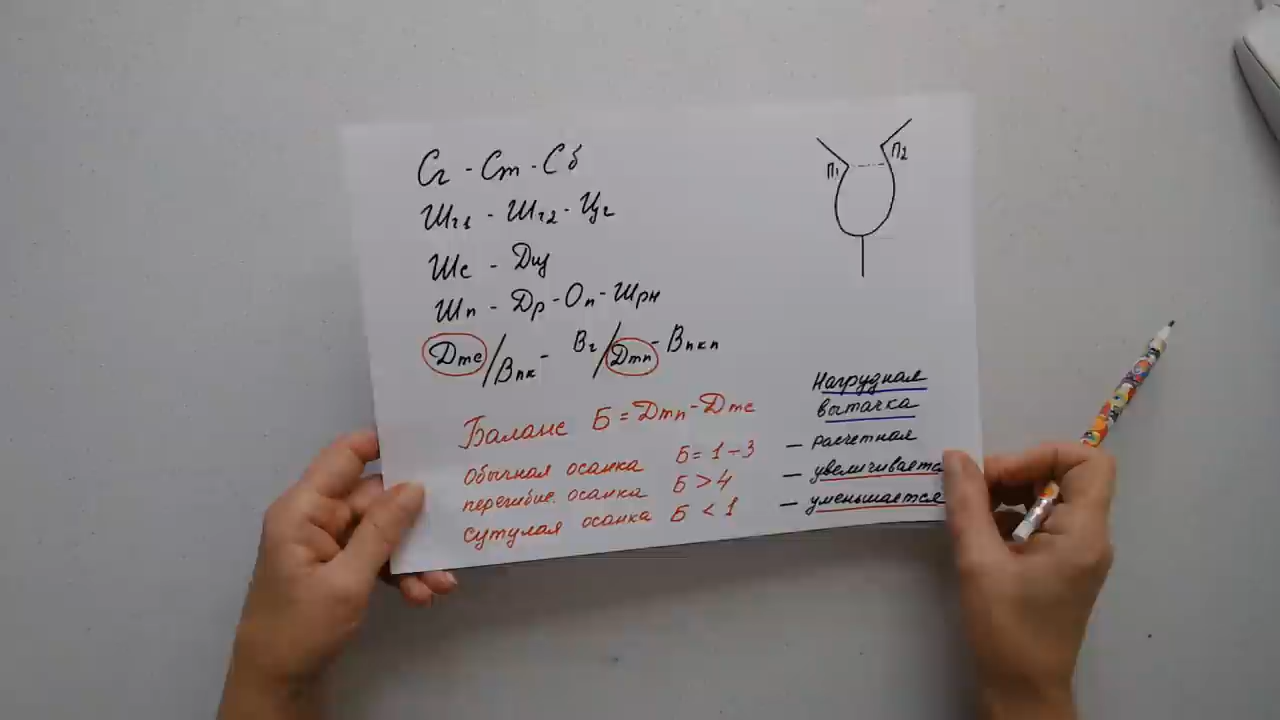 Сг - Ст - Сб
Шг1 - Шг2 - Цг
Шс - Ди
Шп - Др - Оп - Шрн
Дтс / Впк - Вг / Дтп - Впкп
Баланс Б = Дтп - Дтс
Обычная осанка Б = 1 - 3
перегибис. осанка Б > 4
сутулая осанка Б < 1
П1 П2
Нагрудная
вытачка
— расчетная
— увеличивается
— уменьшается